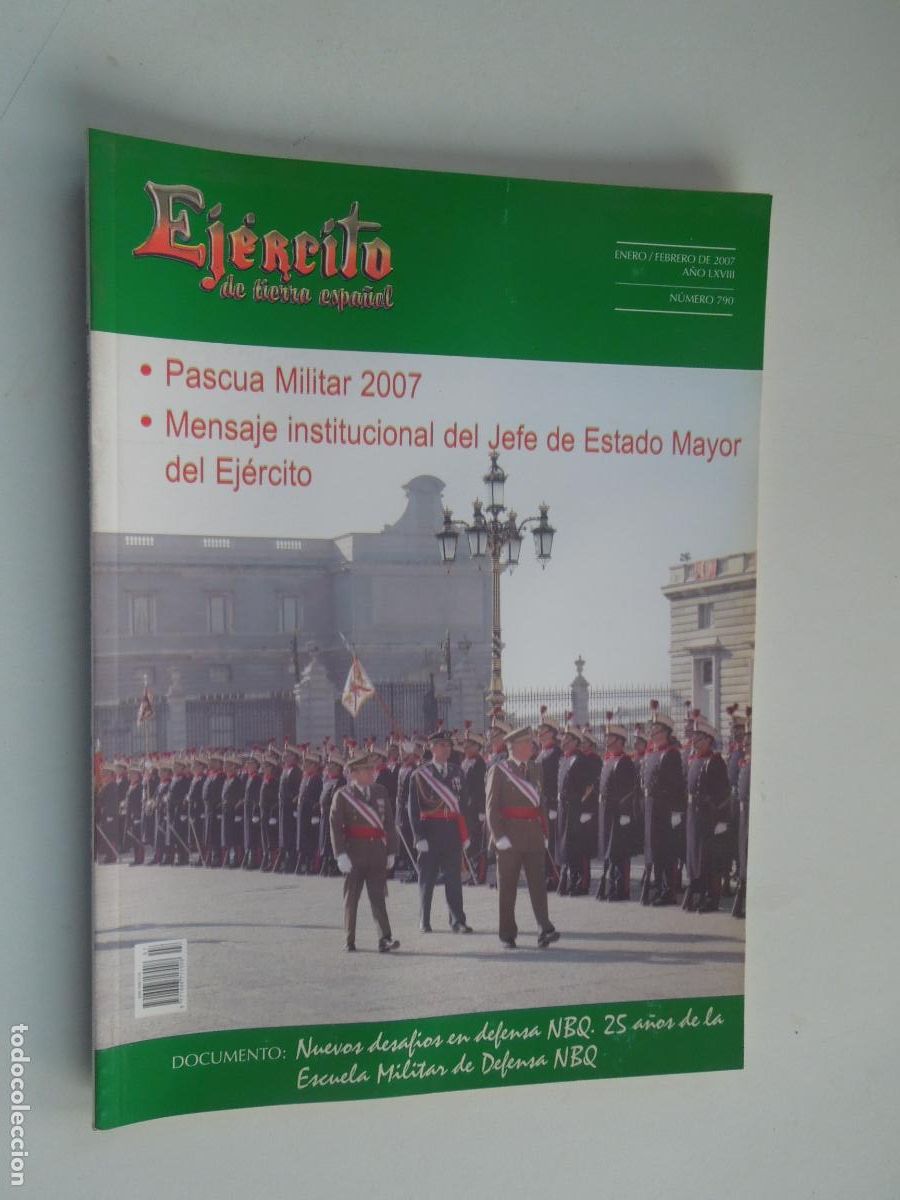 Ejército
de tierra español
ENERO / FEBRERO DE 2007
AÑO LXVIII
NÚMERO 790
• Pascua Militar 2007
• Mensaje institucional del Jefe de Estado Mayor
del Ejército
DOCUMENTO: Nuevos desafios en defensa NBQ. 25 años de la
Escuela Militar de Defensa NBQ
todocoleccion